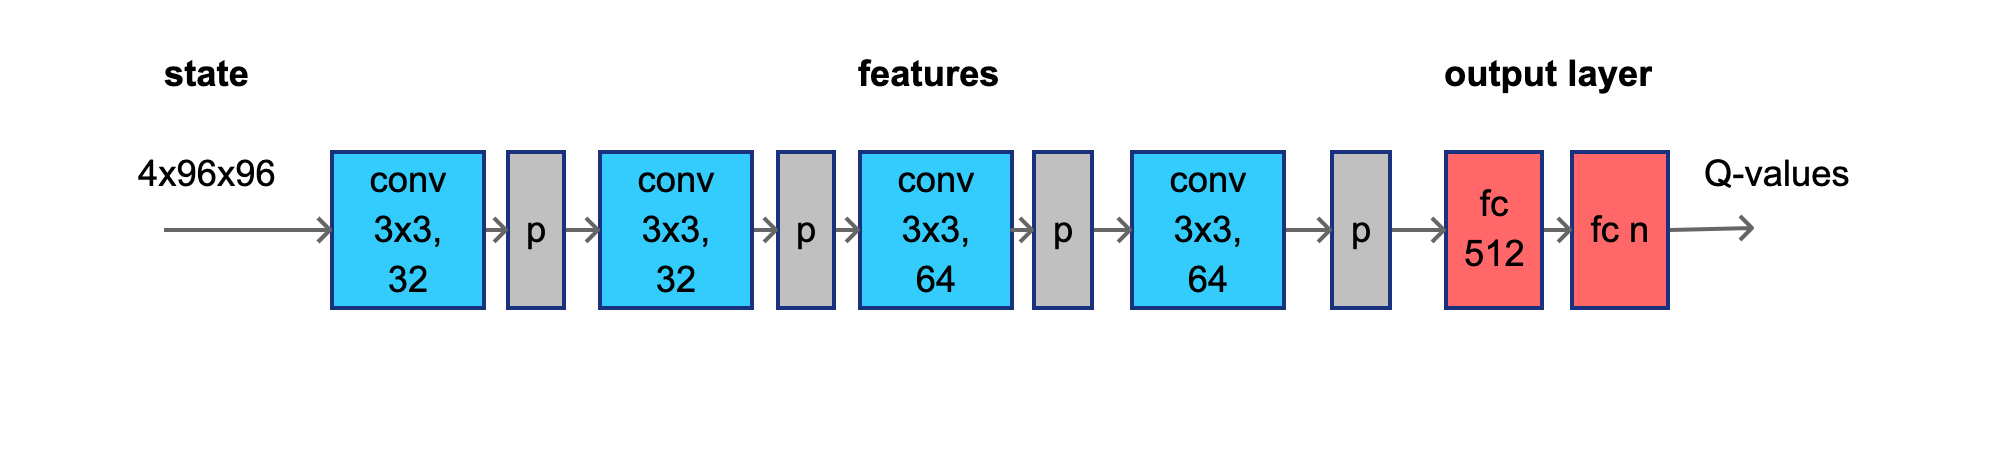 state
features
output layer
4x96x96
conv
3x3,
32
p
conv
3x3,
32
p
conv
3x3,
64
p
conv
3x3,
64
p
fc
512
fc n
Q-values